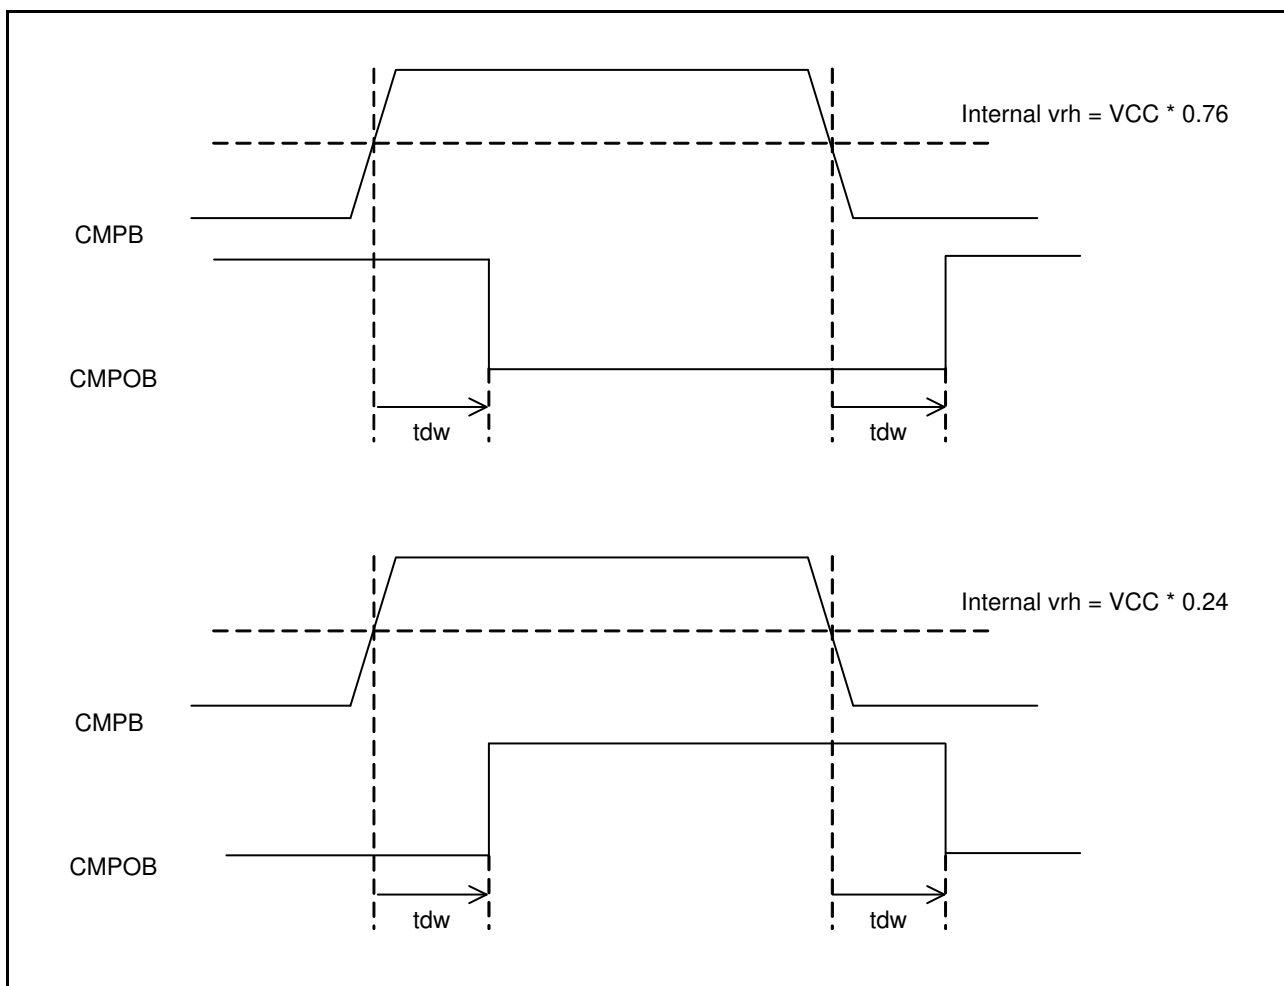 Internal vrh = VCC * 0.76
CMPB
CMPOB
tdw
tdw
Internal vrh = VCC * 0.24
CMPB
CMPOB
tdw
tdw